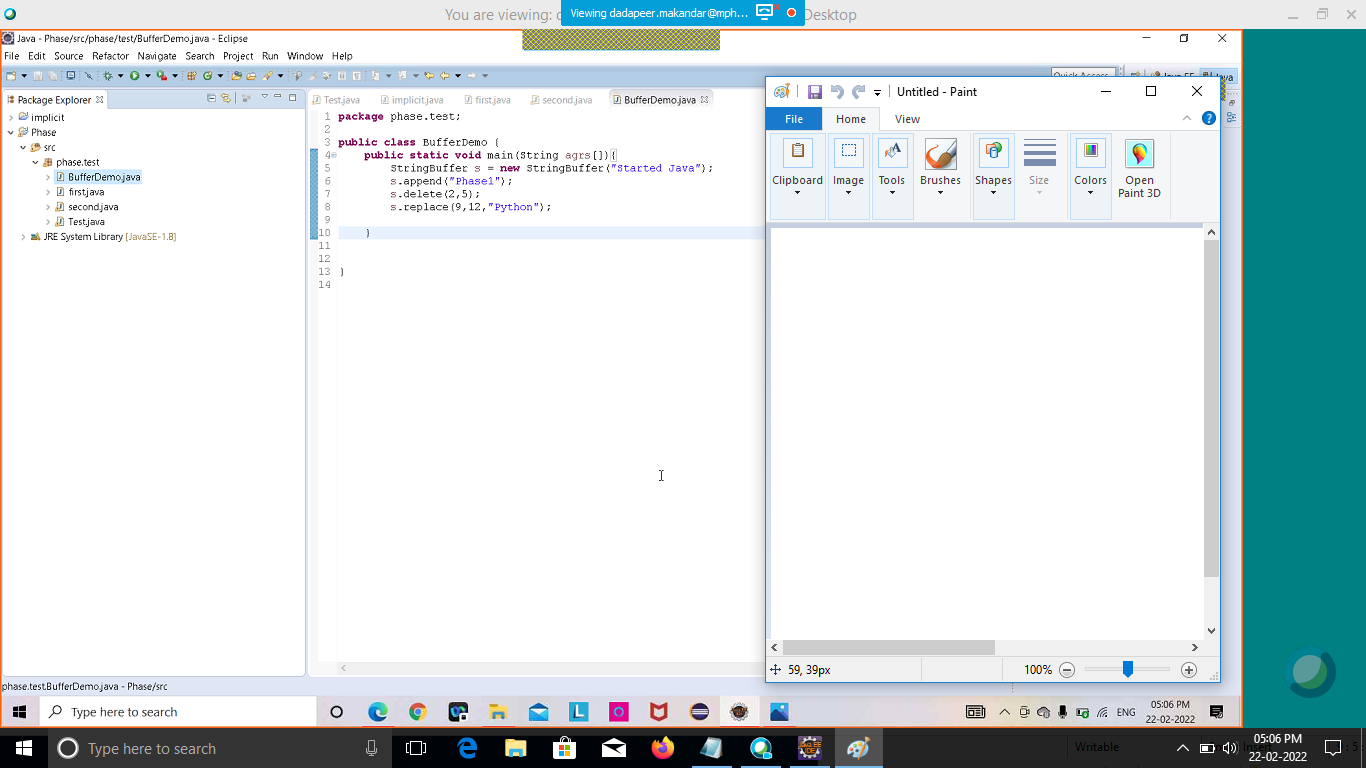 You are viewing:
Viewing dadapeer.makandar@mph...
Desktop
Java - Phase/src/phase/test/BufferDemo.java - Eclipse
File Edit Source Refactor Navigate Search Project Run Window Help
Quick Access
Java EE
Java
Package Explorer
Test.java implicit.java first.java second.java BufferDemo.java
implicit
Phase
src
phase.test
BufferDemo.java
first.java
second.java
Test.java
JRE System Library [JavaSE-1.8]
1 package phase.test;
2
3 public class BufferDemo {
4 public static void main(String agrs[]){
5 StringBuffer s = new StringBuffer("Started Java");
6 s.append("Phase1");
7 s.delete(2,5);
8 s.replace(9,12,"Python");
9
10 }
11
12
13 }
14
Untitled - Paint
File Home View
Clipboard Image Tools Brushes Shapes Size Colors Open Paint 3D
59, 39px
100%
phase.test.BufferDemo.java - Phase/src
Type here to search
ENG
05:06 PM
22-02-2022
Type here to search
Writable
Insert
05:06 PM
22-02-2022